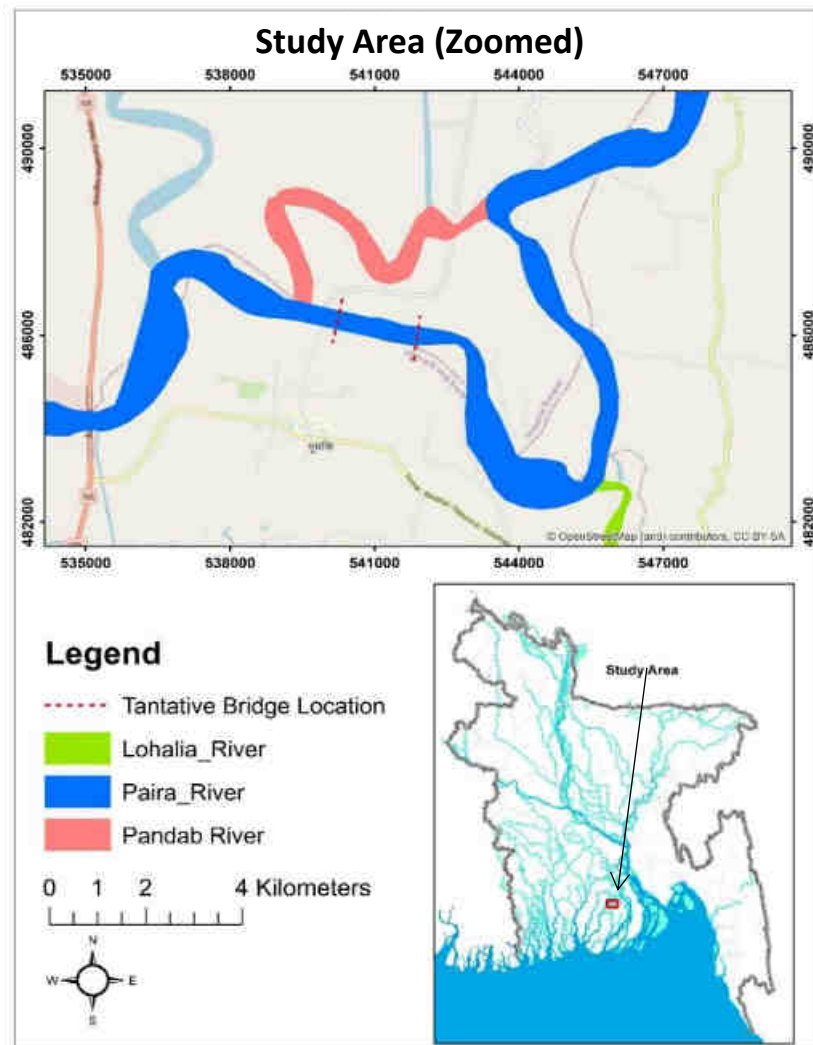 Study Area (Zoomed)
535000 538000 541000 544000 547000
490000 490000
486000 486000
482000 482000
© OpenStreetMap (and) contributors, CC-BY-SA
535000 538000 541000 544000 547000
Legend
Tantative Bridge Location
Lohalia_River
Paira_River
Pandab River
0 1 2 4 Kilometers
N
W E
S
Study Area